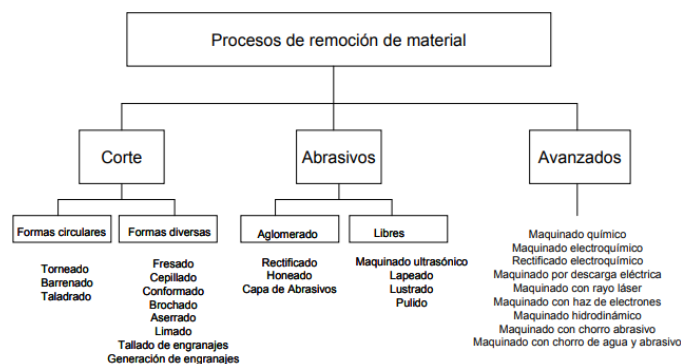 Procesos de remoción de material
Corte
Abrasivos
Avanzados
Formas circulares
Formas diversas
Aglomerado
Libres
Torneado
Barrenado
Taladrado
Fresado
Cepillado
Conformado
Brochado
Aserrado
Limado
Tallado de engranajes
Generación de engranajes
Rectificado
Honeado
Capa de Abrasivos
Maquinado ultrasónico
Lapeado
Lustrado
Pulido
Maquinado químico
Maquinado electroquímico
Rectificado electroquímico
Maquinado por descarga eléctrica
Maquinado con rayo láser
Maquinado con haz de electrones
Maquinado hidrodinámico
Maquinado con chorro abrasivo
Maquinado con chorro de agua y abrasivo